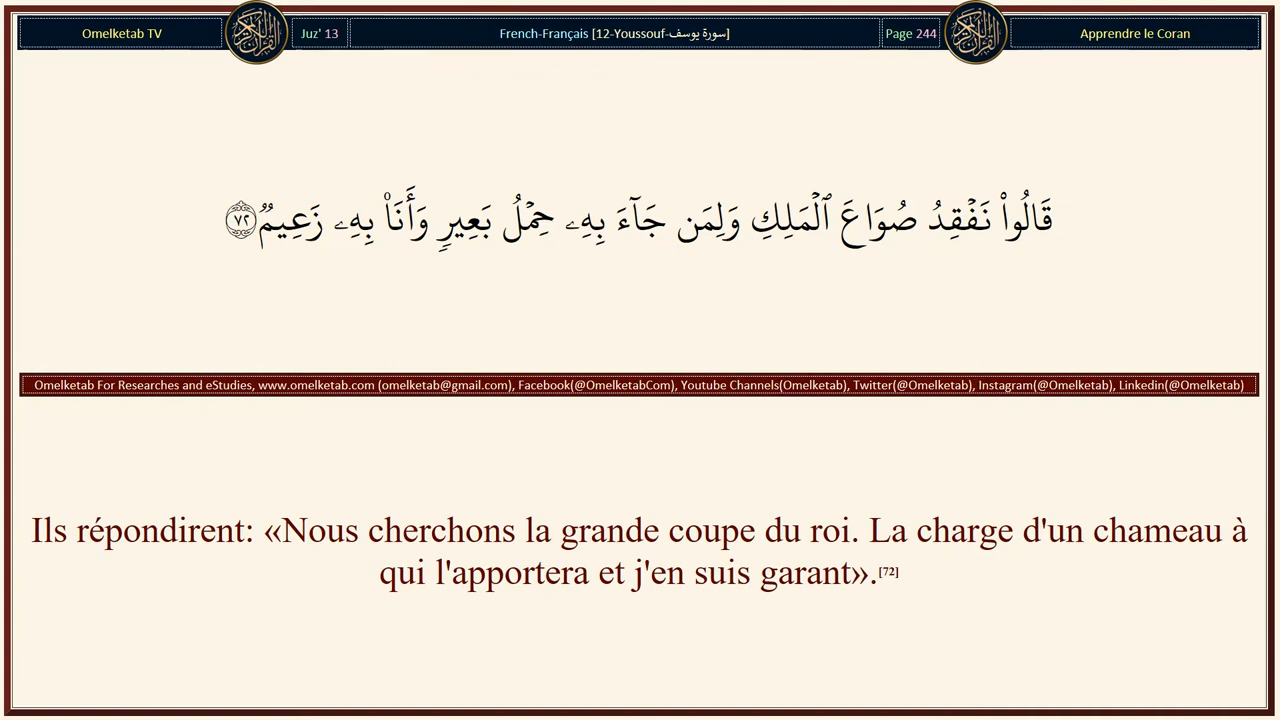 Omelketab TV
Juz' 13
French-Français [12-Youssouf-سورة يوسف]
Page 244
Apprendre le Coran
قَالُوا۟ نَفْقِدُ صُوَاعَ ٱلْمَلِكِ وَلِمَن جَآءَ بِهِۦ حِمْلُ بَعِيرٍۢ وَأَنَا۠ بِهِۦ زَعِيمٌۭ ٧٢
Omelketab For Researches and eStudies, www.omelketab.com (omelketab@gmail.com), Facebook(@OmelketabCom), Youtube Channels(Omelketab), Twitter(@Omelketab), Instagram(@Omelketab), Linkedin(@Omelketab)
Ils répondirent: «Nous cherchons la grande coupe du roi. La charge d'un chameau à
qui l'apportera et j'en suis garant».[72]